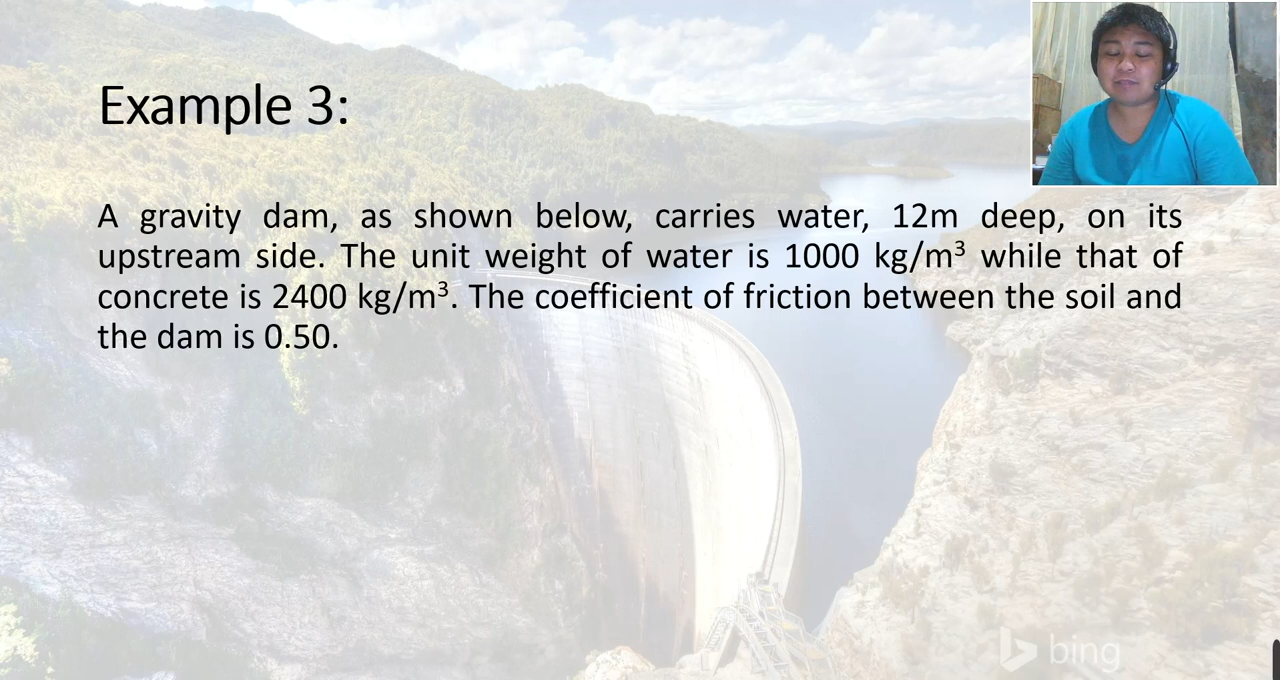 Example 3:
A gravity dam, as shown below, carries water, 12m deep, on its
upstream side. The unit weight of water is 1000 kg/m³ while that of
concrete is 2400 kg/m³. The coefficient of friction between the soil and
the dam is 0.50.
bing